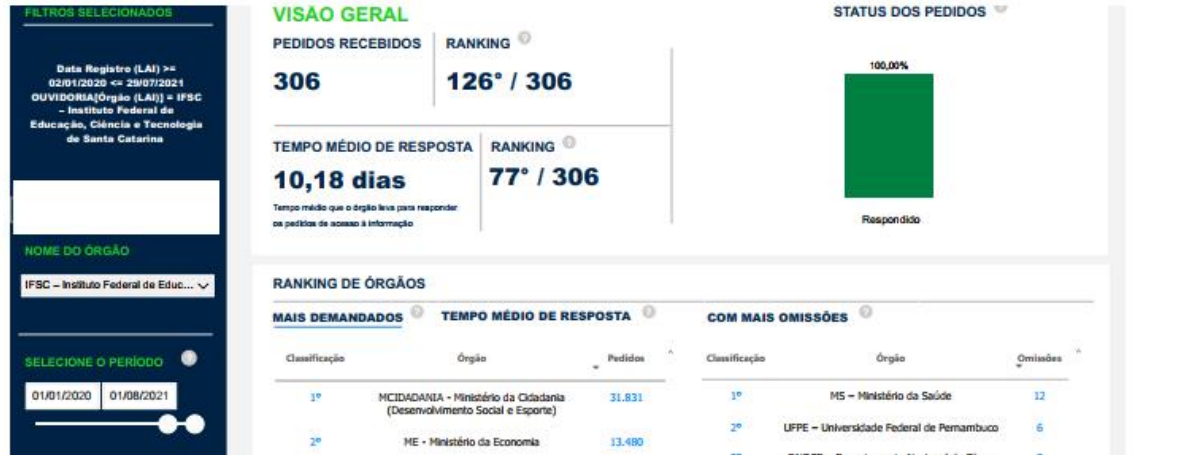 FILTROS SELECIONADOS
Data Registro (LAI) >=
02/01/2020 <= 29/07/2021
OUVIDORIA[Órgão (LAI)] = IFSC
– Instituto Federal de
Educação, Ciência e Tecnologia
de Santa Catarina
NOME DO ÓRGÃO
IFSC – Instituto Federal de Educ...
SELECIONE O PERÍODO
01/01/2020 01/08/2021
VISAO GERAL
PEDIDOS RECEBIDOS
306
RANKING
126° / 306
TEMPO MÉDIO DE RESPOSTA
10,18 dias
Tempo médio que o órgão leva para responder
os pedidos de acesso à informação
RANKING
77° / 306
STATUS DOS PEDIDOS
100,00%
Respondido
RANKING DE ÓRGÃOS
MAIS DEMANDADOS TEMPO MÉDIO DE RESPOSTA
Classificação Órgão Pedidos
1º MCIDADANIA - Ministério da Cidadania
(Desenvolvimento Social e Esporte) 31.831
2º ME - Ministério da Economia 13.480
COM MAIS OMISSÕES
Classificação Órgão Omissões
1º MS – Ministério da Saúde 12
2º UFPE – Universidade Federal de Pernambuco 6